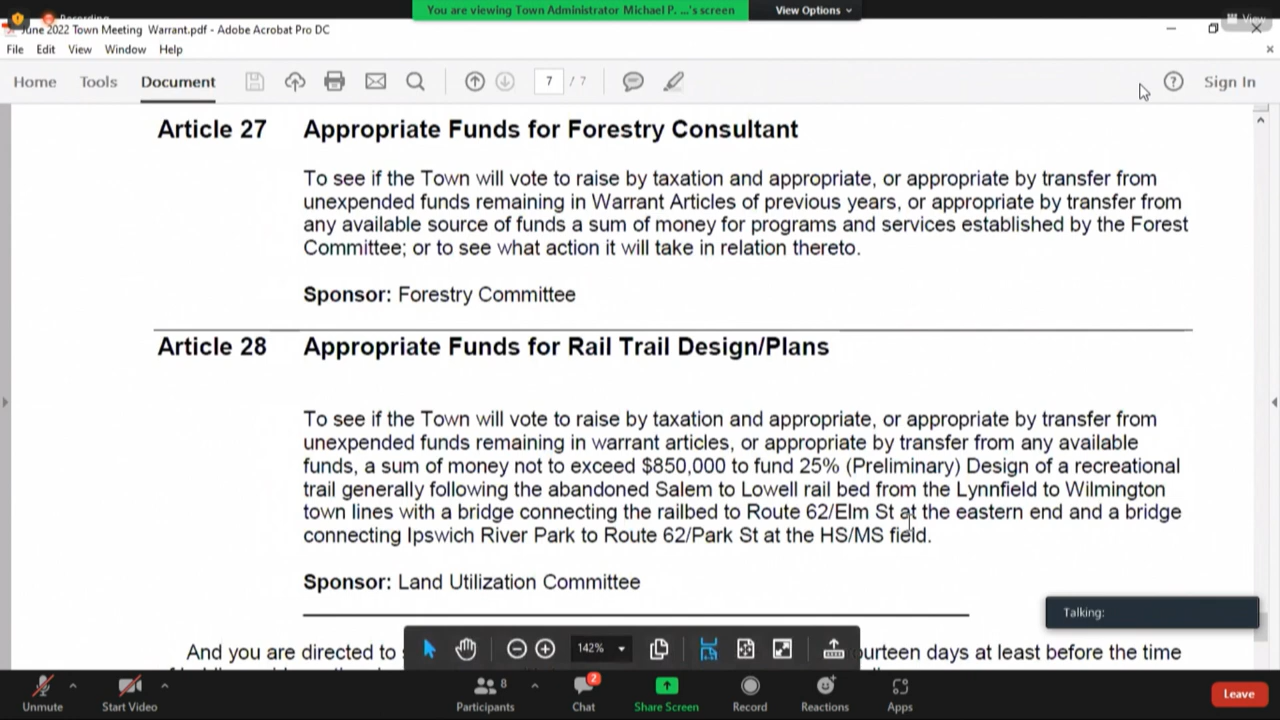 Recording
You are viewing Town Administrator Michael P. ...'s screen
View Options
View
June 2022 Town Meeting Warrant.pdf - Adobe Acrobat Pro DC
File Edit View Window Help
Home Tools Document 7 / 7 Sign In
Article 27 Appropriate Funds for Forestry Consultant
To see if the Town will vote to raise by taxation and appropriate, or appropriate by transfer from
unexpended funds remaining in Warrant Articles of previous years, or appropriate by transfer from
any available source of funds a sum of money for programs and services established by the Forest
Committee; or to see what action it will take in relation thereto.
Sponsor: Forestry Committee
Article 28 Appropriate Funds for Rail Trail Design/Plans
To see if the Town will vote to raise by taxation and appropriate, or appropriate by transfer from
unexpended funds remaining in warrant articles, or appropriate by transfer from any available
funds, a sum of money not to exceed $850,000 to fund 25% (Preliminary) Design of a recreational
trail generally following the abandoned Salem to Lowell rail bed from the Lynnfield to Wilmington
town lines with a bridge connecting the railbed to Route 62/Elm St at the eastern end and a bridge
connecting Ipswich River Park to Route 62/Park St at the HS/MS field.
Sponsor: Land Utilization Committee
Talking:
142%
And you are directed to ourteen days at least before the time
Unmute Start Video 8 Participants 2 Chat Share Screen Record Reactions Apps Leave